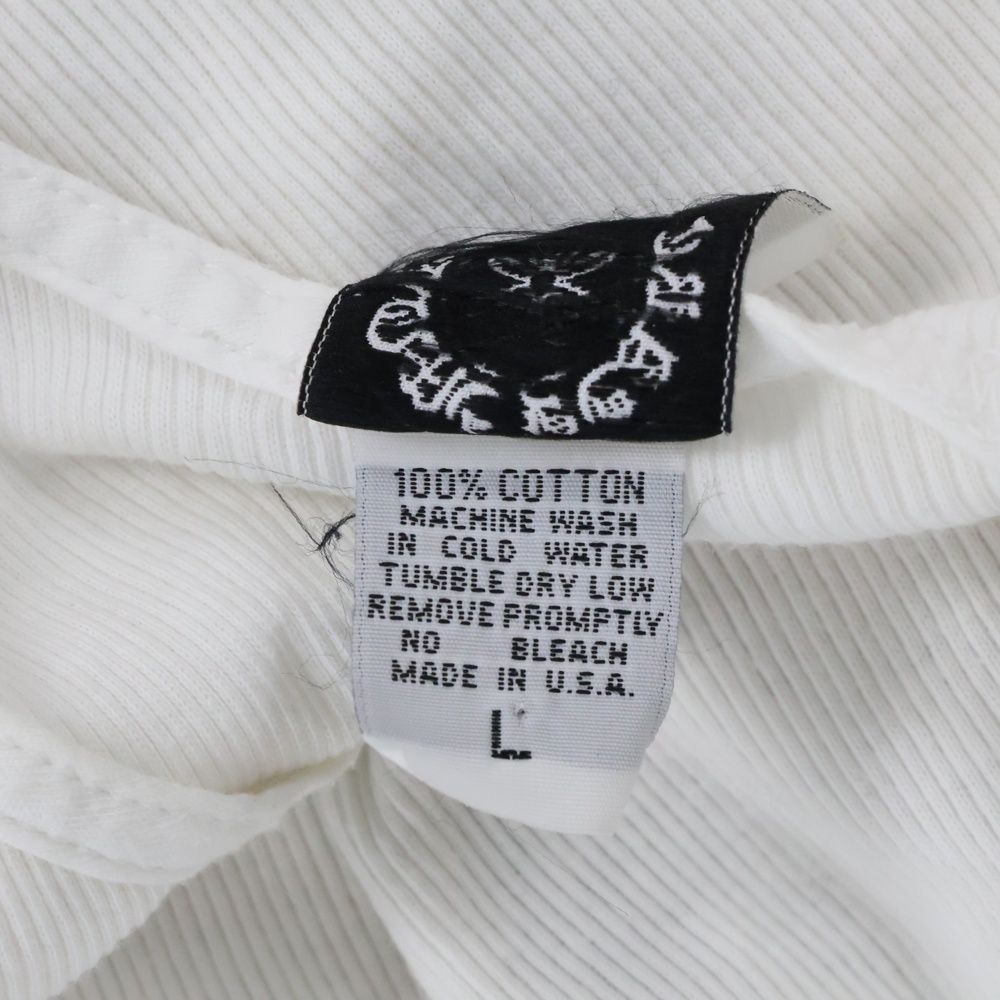 100% COTTON
MACHINE WASH
IN COLD WATER
TUMBLE DRY LOW
REMOVE PROMPTLY
NO BLEACH
MADE IN U.S.A.
L